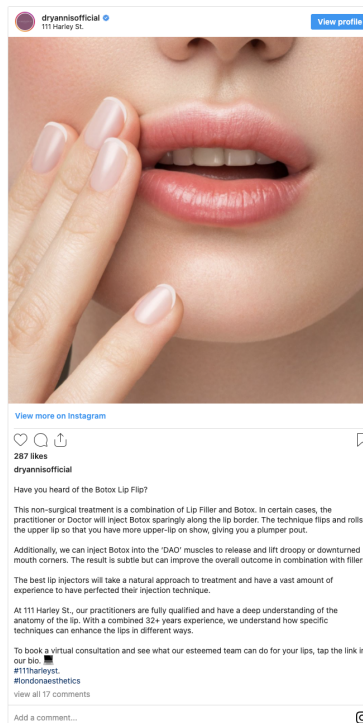 dryannisofficial
111 Harley St.
View profile
View more on Instagram
287 likes
dryannisofficial
Have you heard of the Botox Lip Flip?
This non-surgical treatment is a combination of Lip Filler and Botox. In certain cases, the
practitioner or Doctor will inject Botox sparingly along the lip border. The technique flips and rolls
the upper lip so that you have more upper-lip on show, giving you a plumper pout.
Additionally, we can inject Botox into the 'DAO' muscles to release and lift droopy or downturned
mouth corners. The result is subtle but can improve the overall outcome in combination with filler
The best lip injectors will take a natural approach to treatment and have a vast amount of
experience to have perfected their injection technique.
At 111 Harley St., our practitioners are fully qualified and have a deep understanding of the
anatomy of the lip. With a combined 32+ years experience, we understand how specific
techniques can enhance the lips in different ways.
To book a virtual consultation and see what our esteemed team can do for your lips, tap the link in
our bio. 💻
#111harleyst.
#londonaesthetics
view all 17 comments
Add a comment...